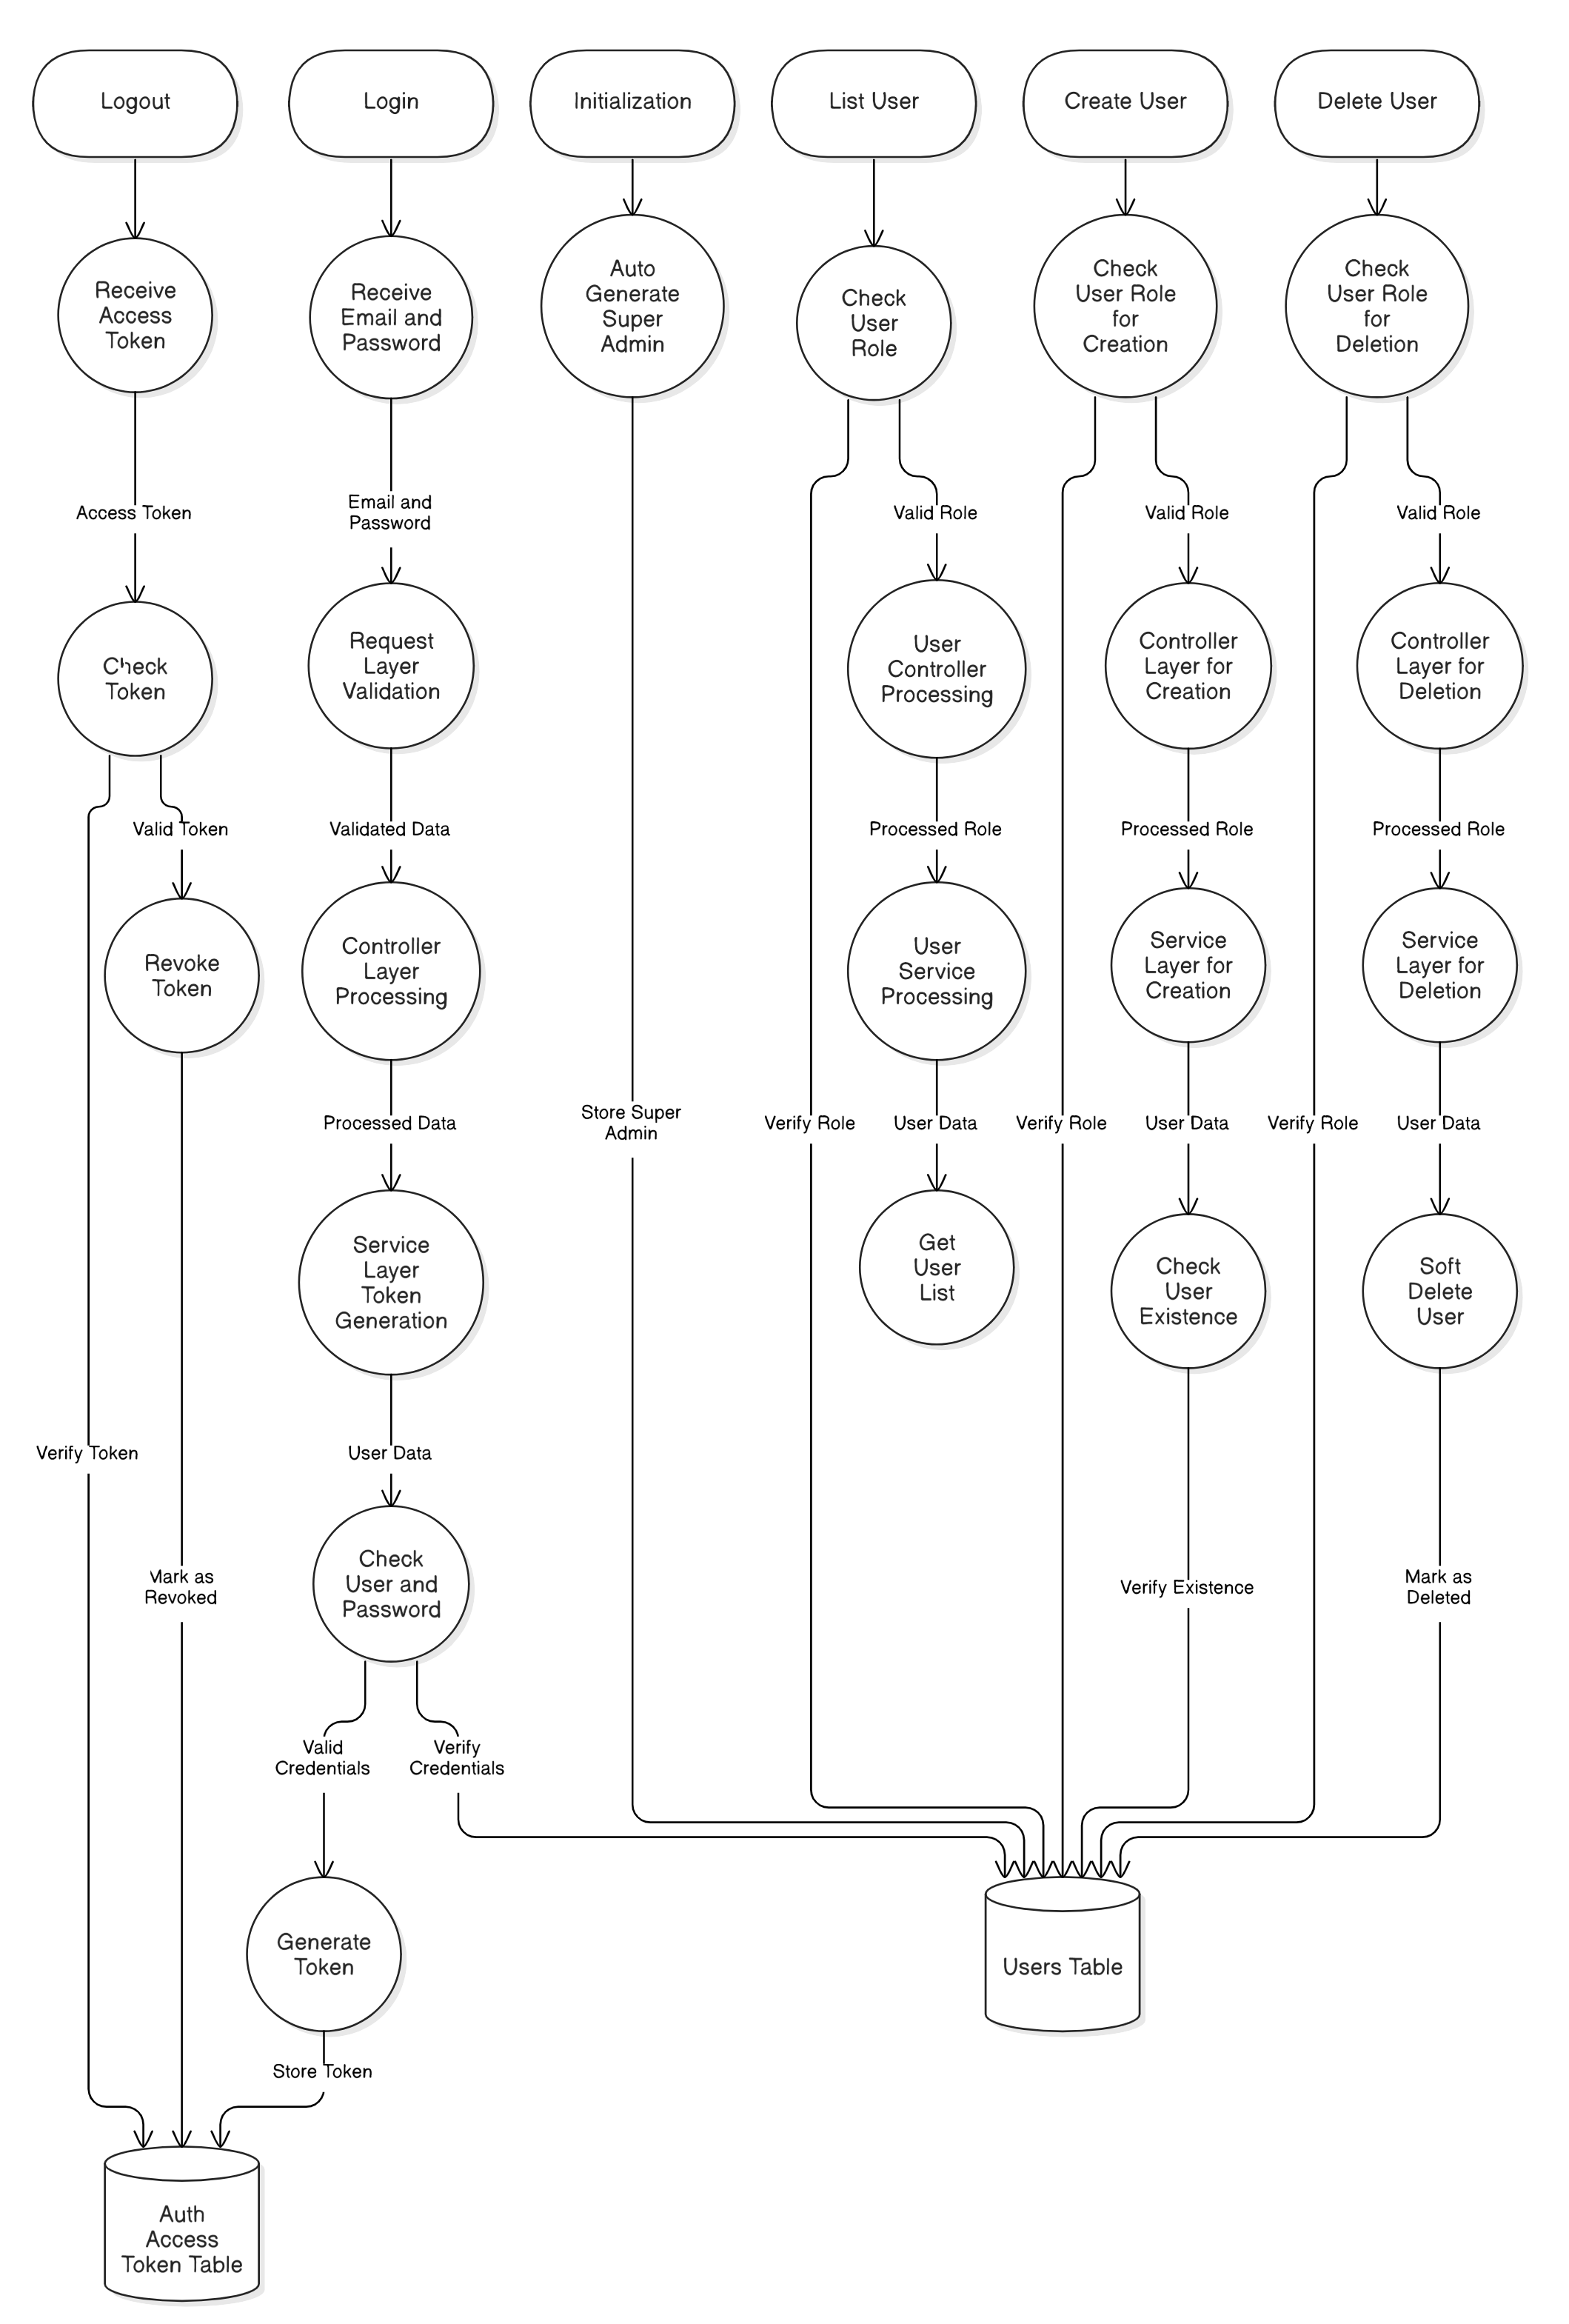 Logout
Login
Initialization
List User
Create User
Delete User
Receive
Access
Token
Receive
Email and
Password
Auto
Generate
Super
Admin
Check
User
Role
Check
User Role
for
Creation
Check
User Role
for
Deletion
Access Token
Email and
Password
Valid Role
Valid Role
Valid Role
Check
Token
Request
Layer
Validation
User
Controller
Processing
Controller
Layer for
Creation
Controller
Layer for
Deletion
Valid Token
Validated Data
Processed Role
Processed Role
Processed Role
Revoke
Token
Controller
Layer
Processing
User
Service
Processing
Service
Layer for
Creation
Service
Layer for
Deletion
Processed Data
Store Super
Admin
Verify Role
User Data
Verify Role
User Data
Verify Role
User Data
Service
Layer
Token
Generation
Get
User
List
Check
User
Existence
Soft
Delete
User
Verify Token
User Data
Mark as
Revoked
Check
User and
Password
Verify Existence
Mark as
Deleted
Valid
Credentials
Verify
Credentials
Generate
Token
Users Table
Store Token
Auth
Access
Token Table